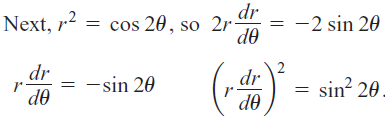 Next, r² = cos 2θ, so 2r dr/dθ = −2 sin 2θ
r dr/dθ = −sin 2θ (r dr/dθ)² = sin² 2θ.